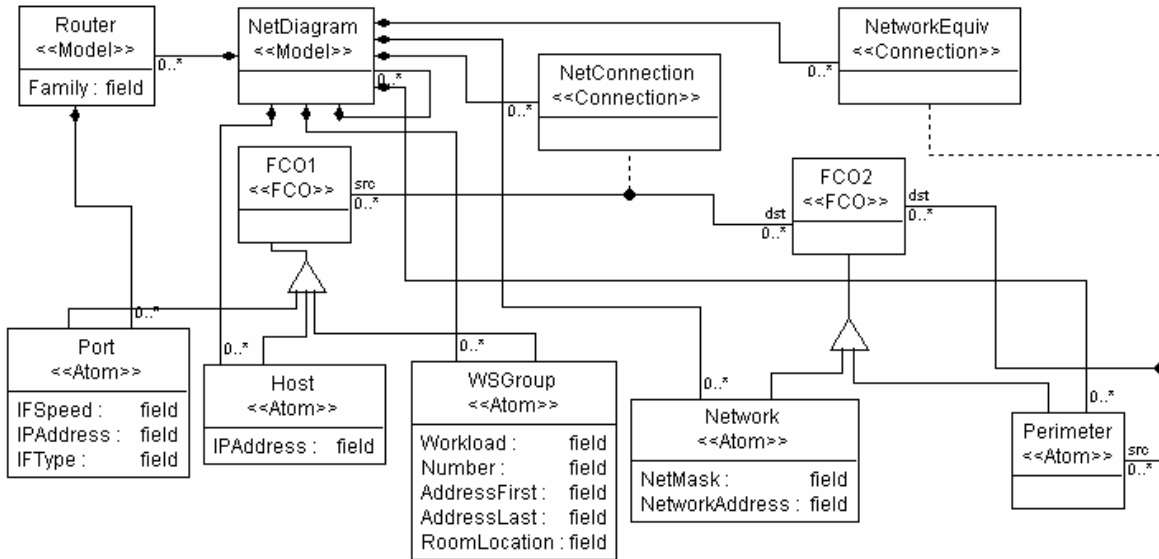 Router
<<Model>>
Family : field
0..*
NetDiagram
<<Model>>
0..*
NetConnection
<<Connection>>
0..*
NetworkEquiv
<<Connection>>
0..*
FCO1
<<FCO>>
src
0..*
dst
0..*
FCO2
<<FCO>>
dst
0..*
0..*
Port
<<Atom>>
IFSpeed : field
IPAddress : field
IFType : field
0..*
Host
<<Atom>>
IPAddress : field
0..*
WSGroup
<<Atom>>
Workload : field
Number : field
AddressFirst : field
AddressLast : field
RoomLocation : field
0..*
Network
<<Atom>>
NetMask : field
NetworkAddress : field
0..*
Perimeter
<<Atom>>
src
0..*